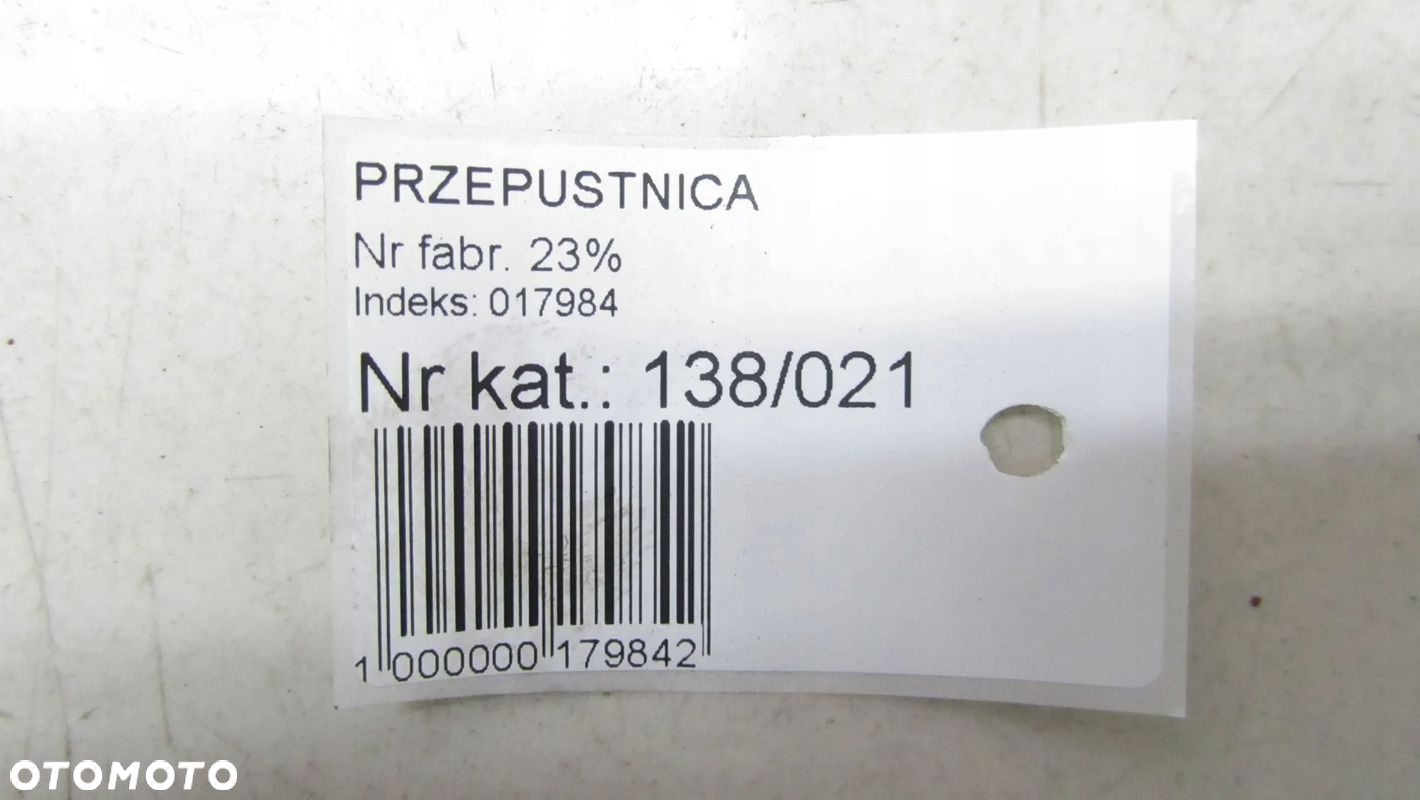 PRZEPUSTNICA
Nr fabr. 23%
Indeks: 017984
Nr kat.: 138/021
1 000000 179842
OTOMOTO